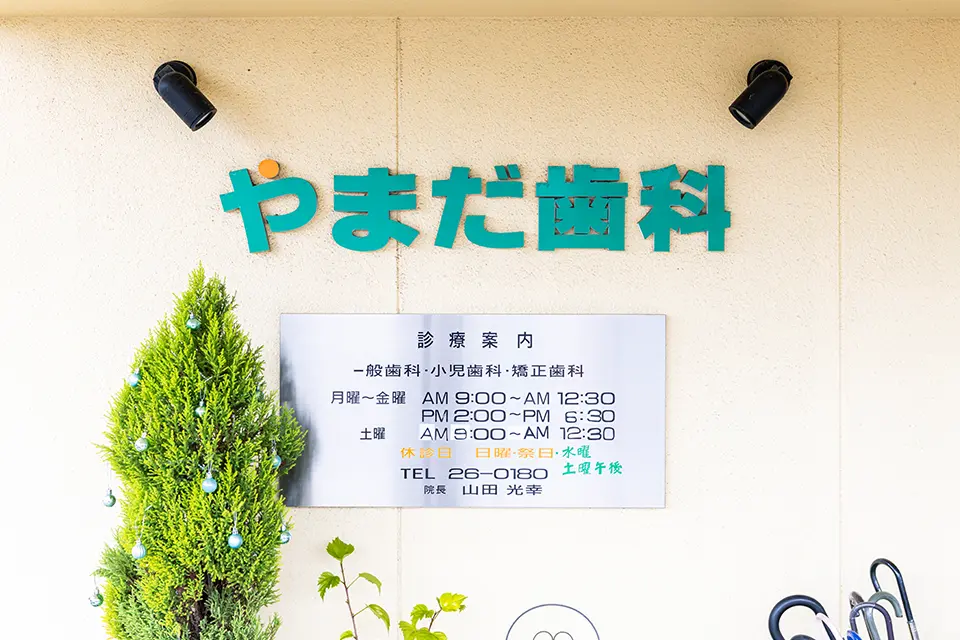 やまだ歯科
診療案内
一般歯科・小児歯科・矯正歯科
月曜～金曜 AM 9:00～AM 12:30
PM 2:00～PM 6:30
土曜 AM 9:00～AM 12:30
休診日 日曜・祭日・水曜
土曜午後
TEL 26-0180
院長 山田 光幸